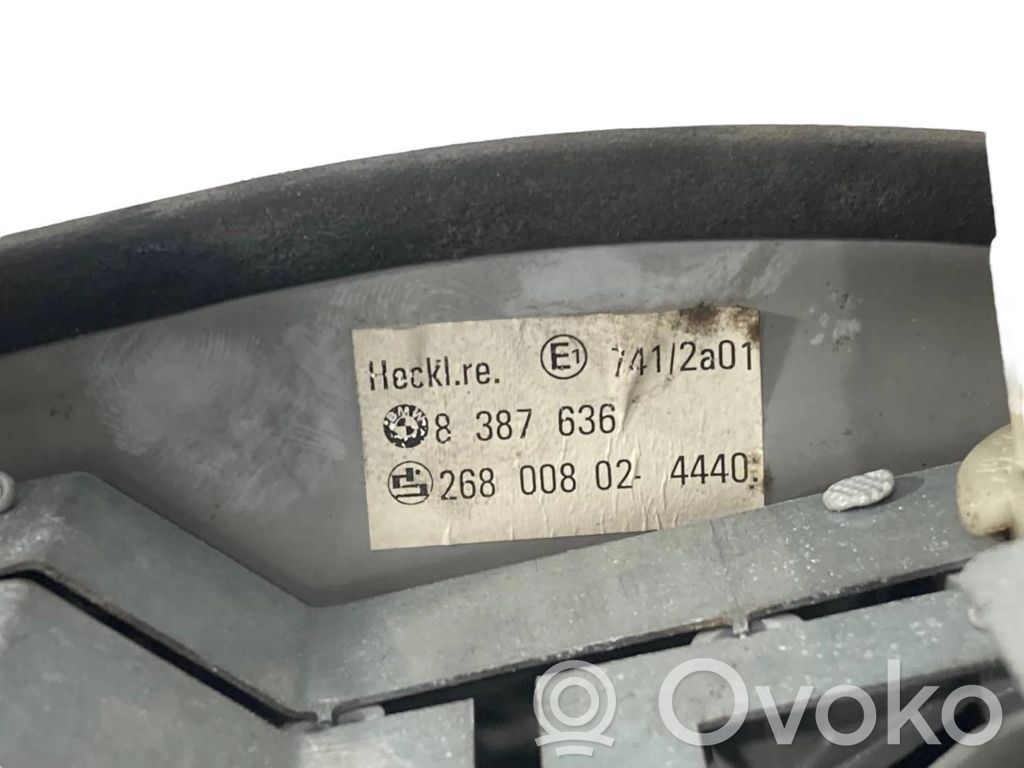 Heckl.re. E1 741/2a01
BMW 8 387 636
268 008 02- 4440.
Ovoko